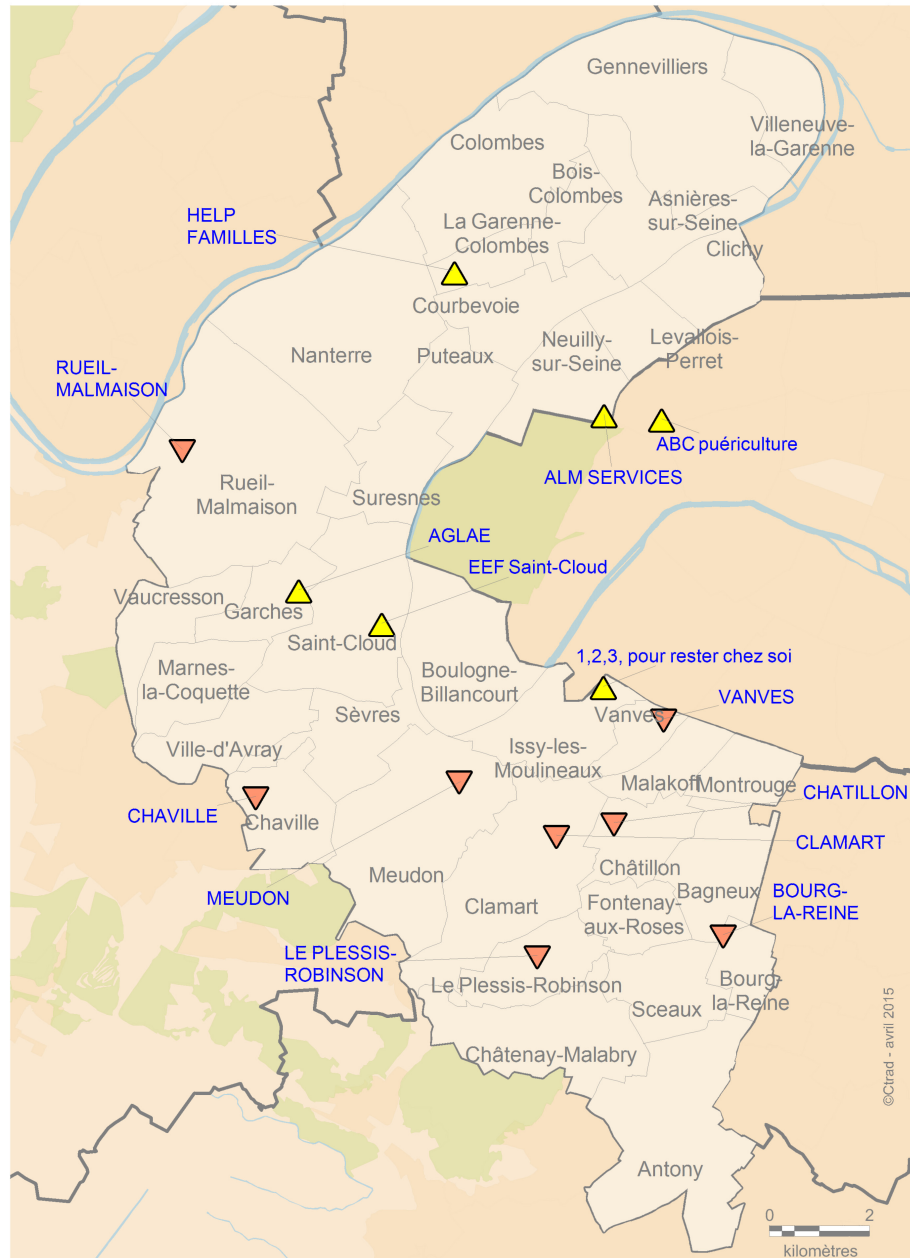 Gennevilliers
Villeneuve-
la-Garenne
Colombes
Bois-
Colombes
Asnières-
sur-Seine
HELP
FAMILLES
La Garenne-
Colombes
Clichy
Courbevoie
Nanterre
Puteaux
Neuilly-
sur-Seine
Levallois-
Perret
RUEIL-
MALMAISON
ABC puériculture
ALM SERVICES
Rueil-
Malmaison
Suresnes
AGLAE
EEF Saint-Cloud
Vaucresson
Garches
Saint-Cloud
1,2,3, pour rester chez soi
Marnes-
la-Coquette
Boulogne-
Billancourt
VANVES
Sèvres
Vanves
Ville-d'Avray
Issy-les-
Moulineaux
Malakoff
Montrouge
CHATILLON
CHAVILLE
Chaville
CLAMART
Meudon
Châtillon
MEUDON
Bagneux
BOURG-
LA-REINE
Clamart
Fontenay-
aux-Roses
LE PLESSIS-
ROBINSON
Le Plessis-Robinson
Bourg-
la-Reine
Sceaux
Châtenay-Malabry
Antony
©Ctrad - avril 2015
0 2
kilomètres